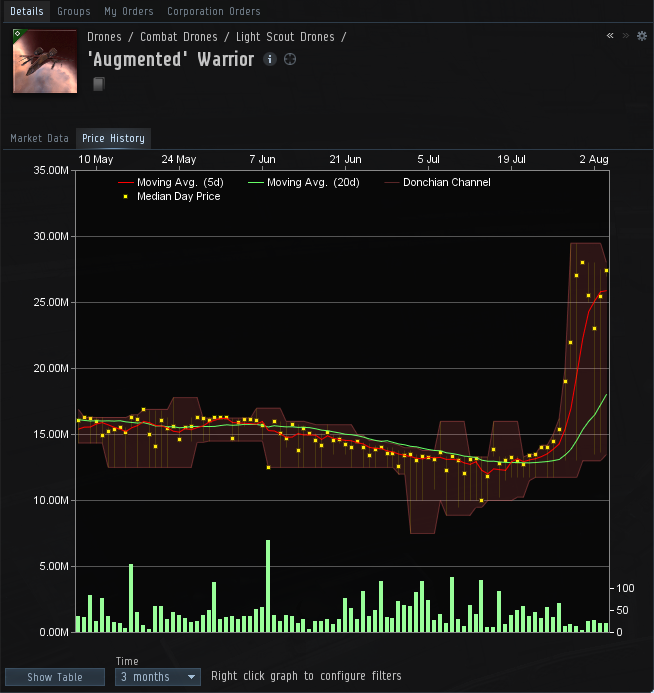 Details Groups My Orders Corporation Orders
Drones / Combat Drones / Light Scout Drones /
« »
'Augmented' Warrior i
Market Data Price History
10 May 24 May 7 Jun 21 Jun 5 Jul 19 Jul 2 Aug
35.00M
Moving Avg. (5d) Moving Avg. (20d) Donchian Channel
Median Day Price
30.00M
25.00M
20.00M
15.00M
10.00M
5.00M
100
50
0.00M 0
Time
Show Table 3 months Right click graph to configure filters